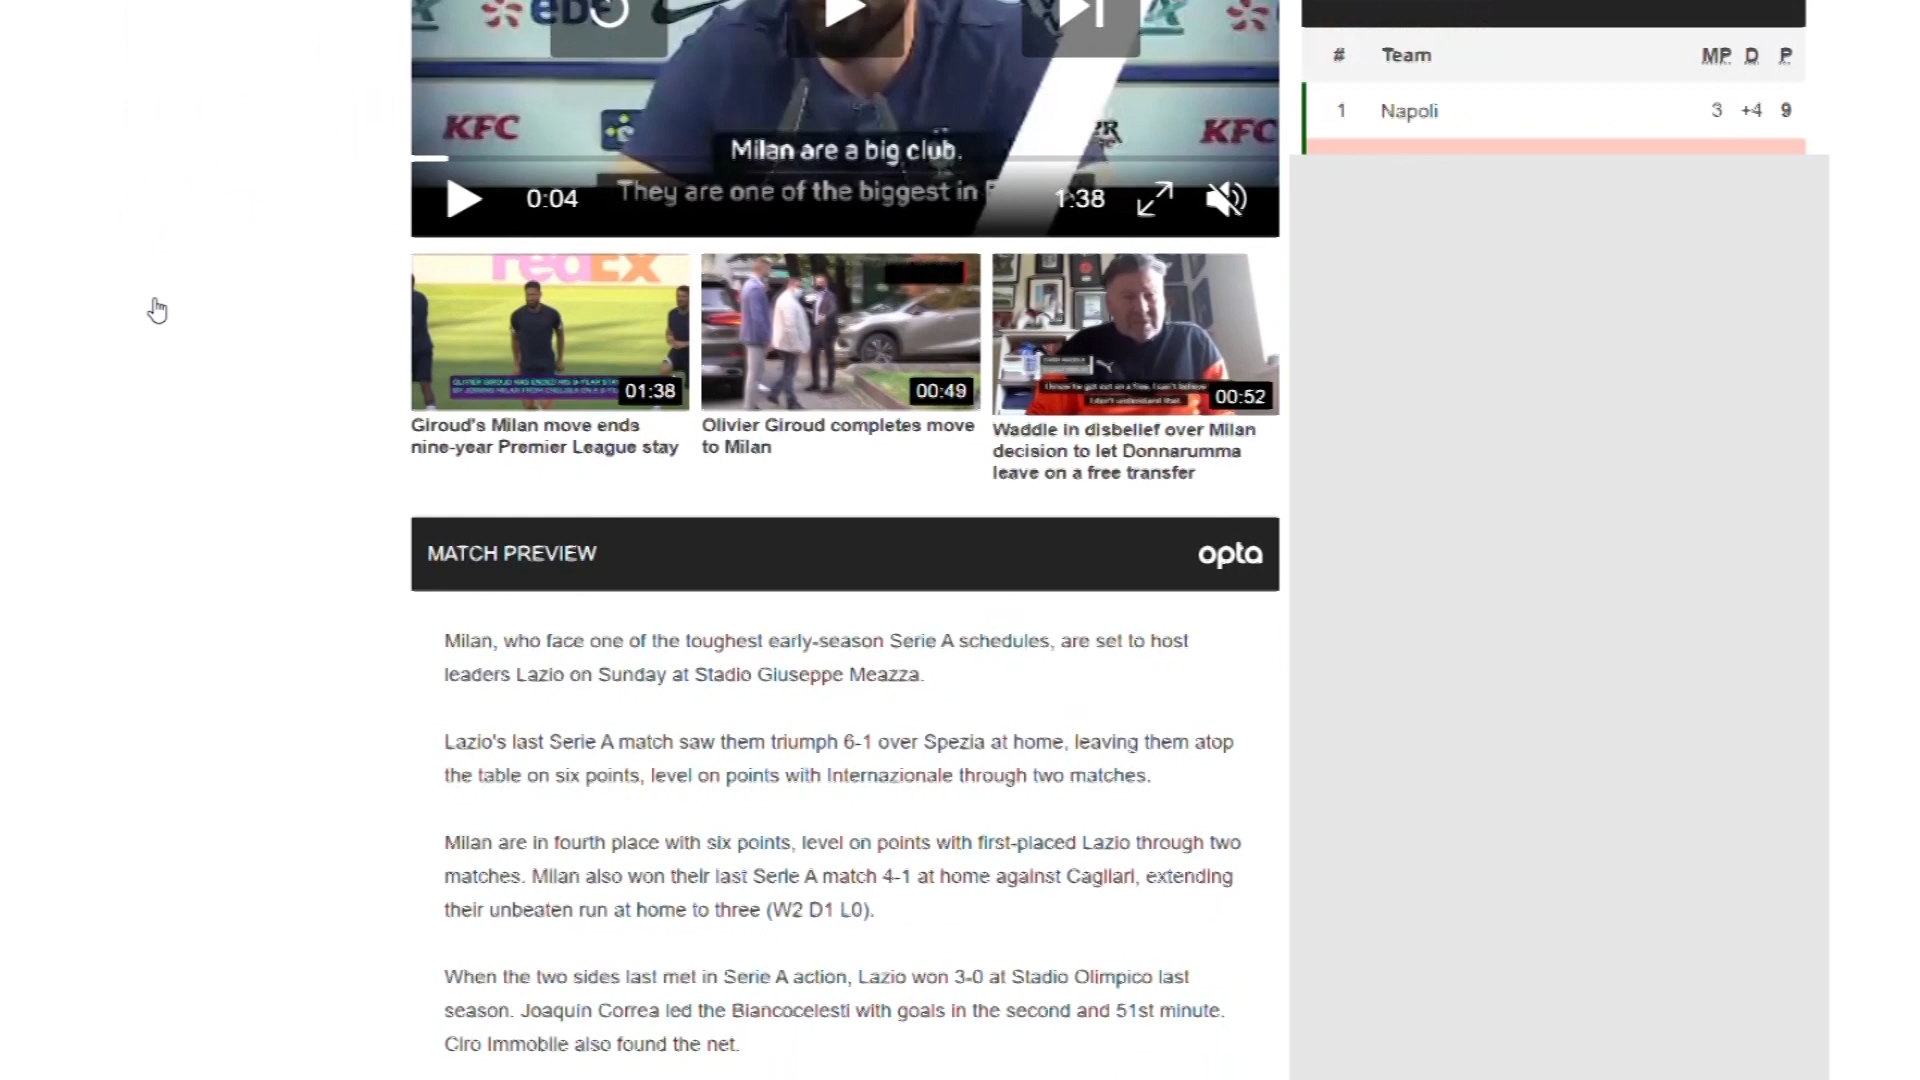 eDF
KFC
KFC
Milan are a big club.
They are one of the biggest in
0:04
1:38
# Team MP D P
1 Napoli 3 +4 9
FedEx
01:38
00:49
00:52
Giroud's Milan move ends
nine-year Premier League stay
Olivier Giroud completes move
to Milan
Waddle in disbelief over Milan
decision to let Donnarumma
leave on a free transfer
MATCH PREVIEW
opta
Milan, who face one of the toughest early-season Serie A schedules, are set to host
leaders Lazio on Sunday at Stadio Giuseppe Meazza.
Lazio's last Serie A match saw them triumph 6-1 over Spezia at home, leaving them atop
the table on six points, level on points with Internazionale through two matches.
Milan are in fourth place with six points, level on points with first-placed Lazio through two
matches. Milan also won their last Serie A match 4-1 at home against Cagliari, extending
their unbeaten run at home to three (W2 D1 L0).
When the two sides last met in Serie A action, Lazio won 3-0 at Stadio Olimpico last
season. Joaquín Correa led the Biancocelesti with goals in the second and 51st minute.
Ciro Immobile also found the net.